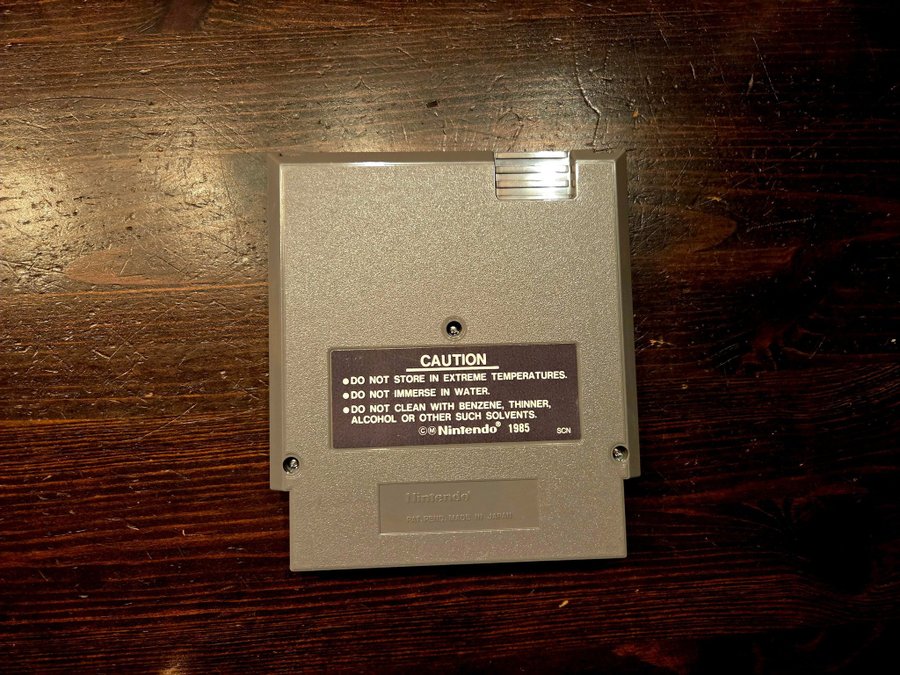 CAUTION
●DO NOT STORE IN EXTREME TEMPERATURES.
●DO NOT IMMERSE IN WATER.
●DO NOT CLEAN WITH BENZENE, THINNER,
ALCOHOL OR OTHER SUCH SOLVENTS.
©Ⓜ Nintendo® 1985 SCN
Nintendo®
PAT. PEND. MADE IN JAPAN